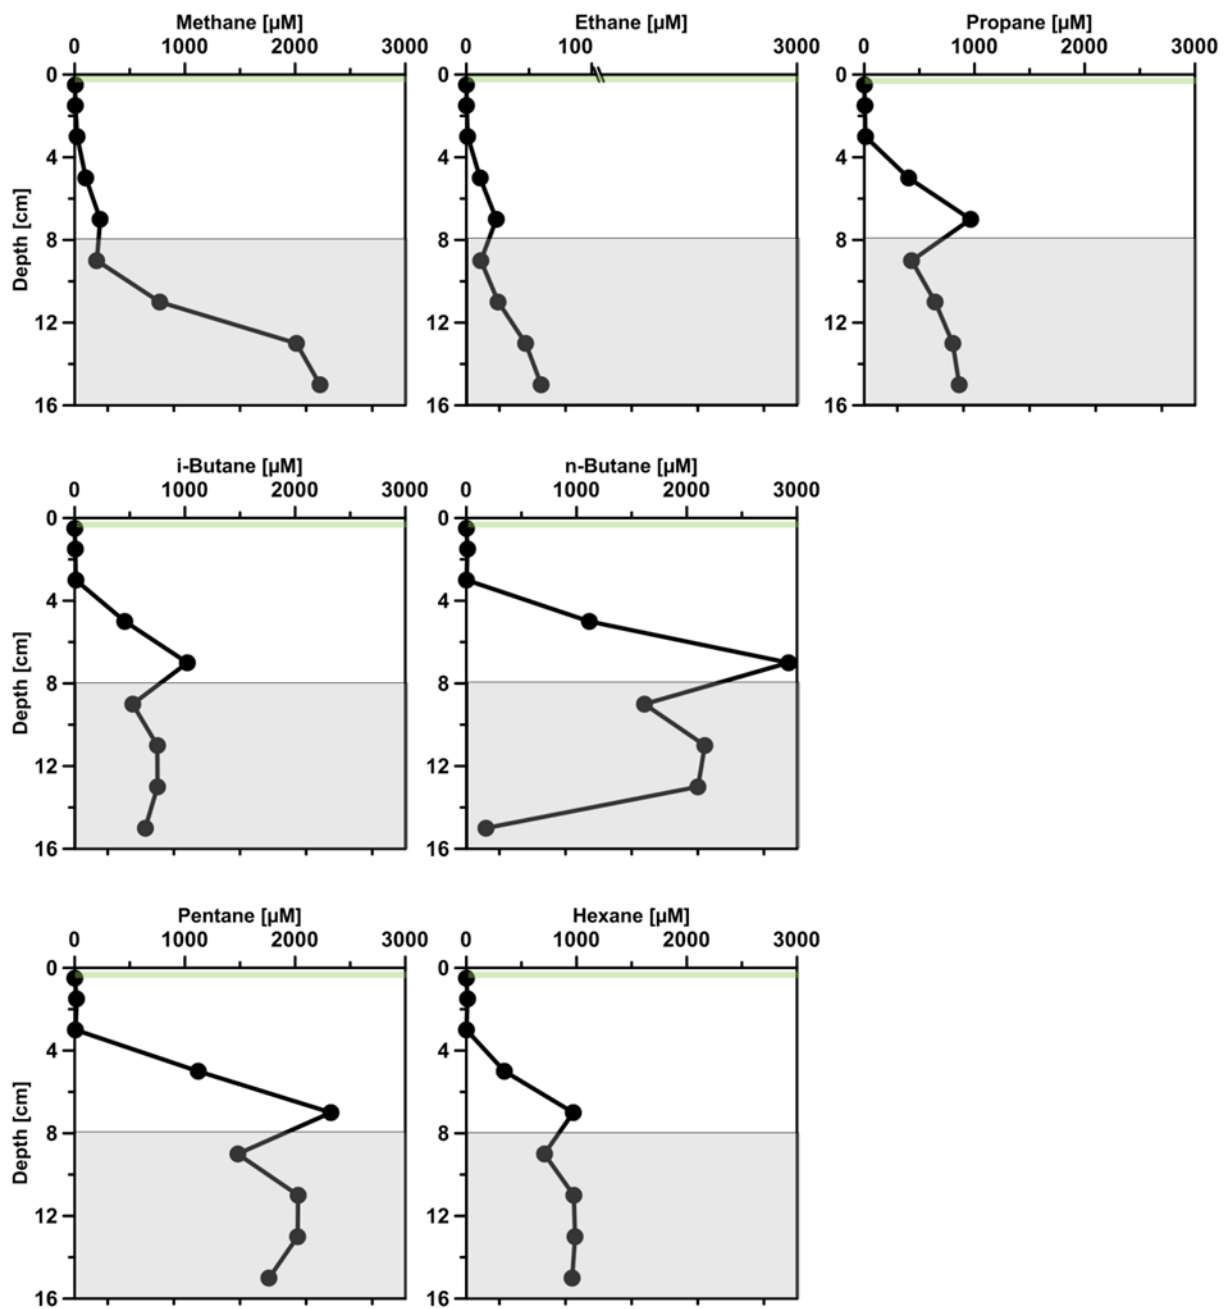 Methane [µM] Ethane [µM] Propane [µM]
0 1000 2000 3000 0 100 3000 0 1000 2000 3000
0 0 0
4 4 4
8 8 8
12 12 12
16 16 16
Depth [cm]
i-Butane [µM] n-Butane [µM]
0 1000 2000 3000 0 1000 2000 3000
0 0
4 4
8 8
12 12
16 16
Depth [cm]
Pentane [µM] Hexane [µM]
0 1000 2000 3000 0 1000 2000 3000
0 0
4 4
8 8
12 12
16 16
Depth [cm]